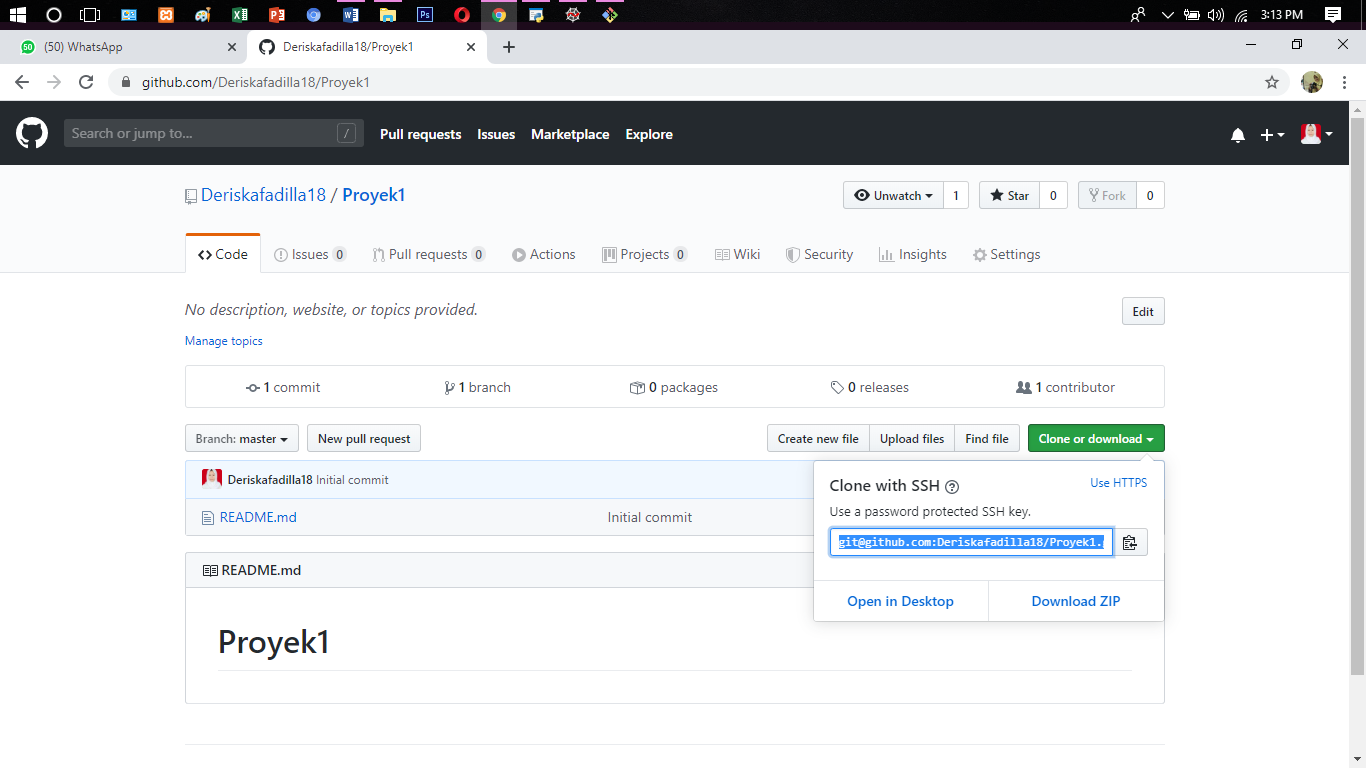 3:13 PM
(50) WhatsApp
Deriskafadilla18/Proyek1
github.com/Deriskafadilla18/Proyek1
Search or jump to... /
Pull requests Issues Marketplace Explore
Deriskafadilla18 / Proyek1
Unwatch 1 Star 0 Fork 0
Code Issues 0 Pull requests 0 Actions Projects 0 Wiki Security Insights Settings
No description, website, or topics provided.
Edit
Manage topics
1 commit 1 branch 0 packages 0 releases 1 contributor
Branch: master New pull request Create new file Upload files Find file Clone or download
Deriskafadilla18 Initial commit
README.md Initial commit
Clone with SSH Use HTTPS
Use a password protected SSH key.
git@github.com:Deriskafadilla18/Proyek1.
Open in Desktop Download ZIP
README.md
Proyek1